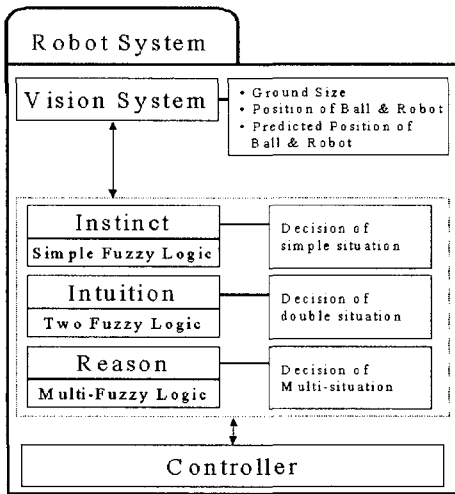 Robot System
Vision System
• Ground Size
• Position of Ball & Robot
• Predicted Position of
Ball & Robot
Instinct
Simple Fuzzy Logic
Decision of
simple situation
Intuition
Two Fuzzy Logic
Decision of
double situation
Reason
Multi-Fuzzy Logic
Decision of
Multi-situation
Controller